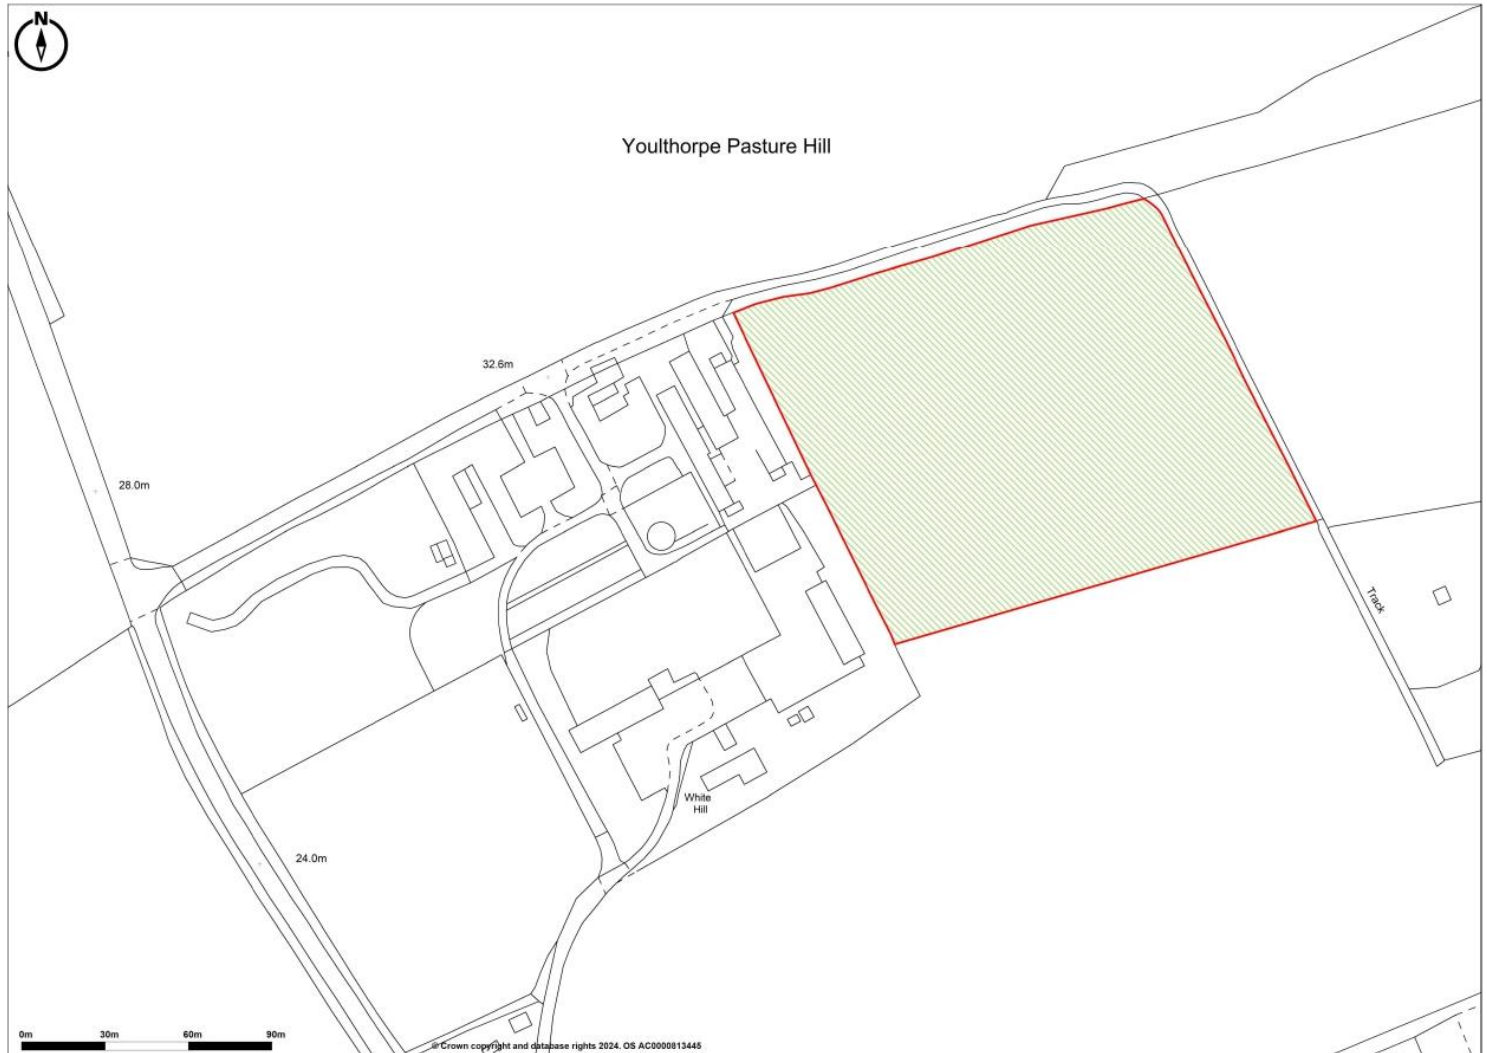 N
Youlthorpe Pasture Hill
32.6m
28.0m
Track
White
Hill
24.0m
0m 30m 60m 90m
© Crown copyright and database rights 2024. OS AC0000813445